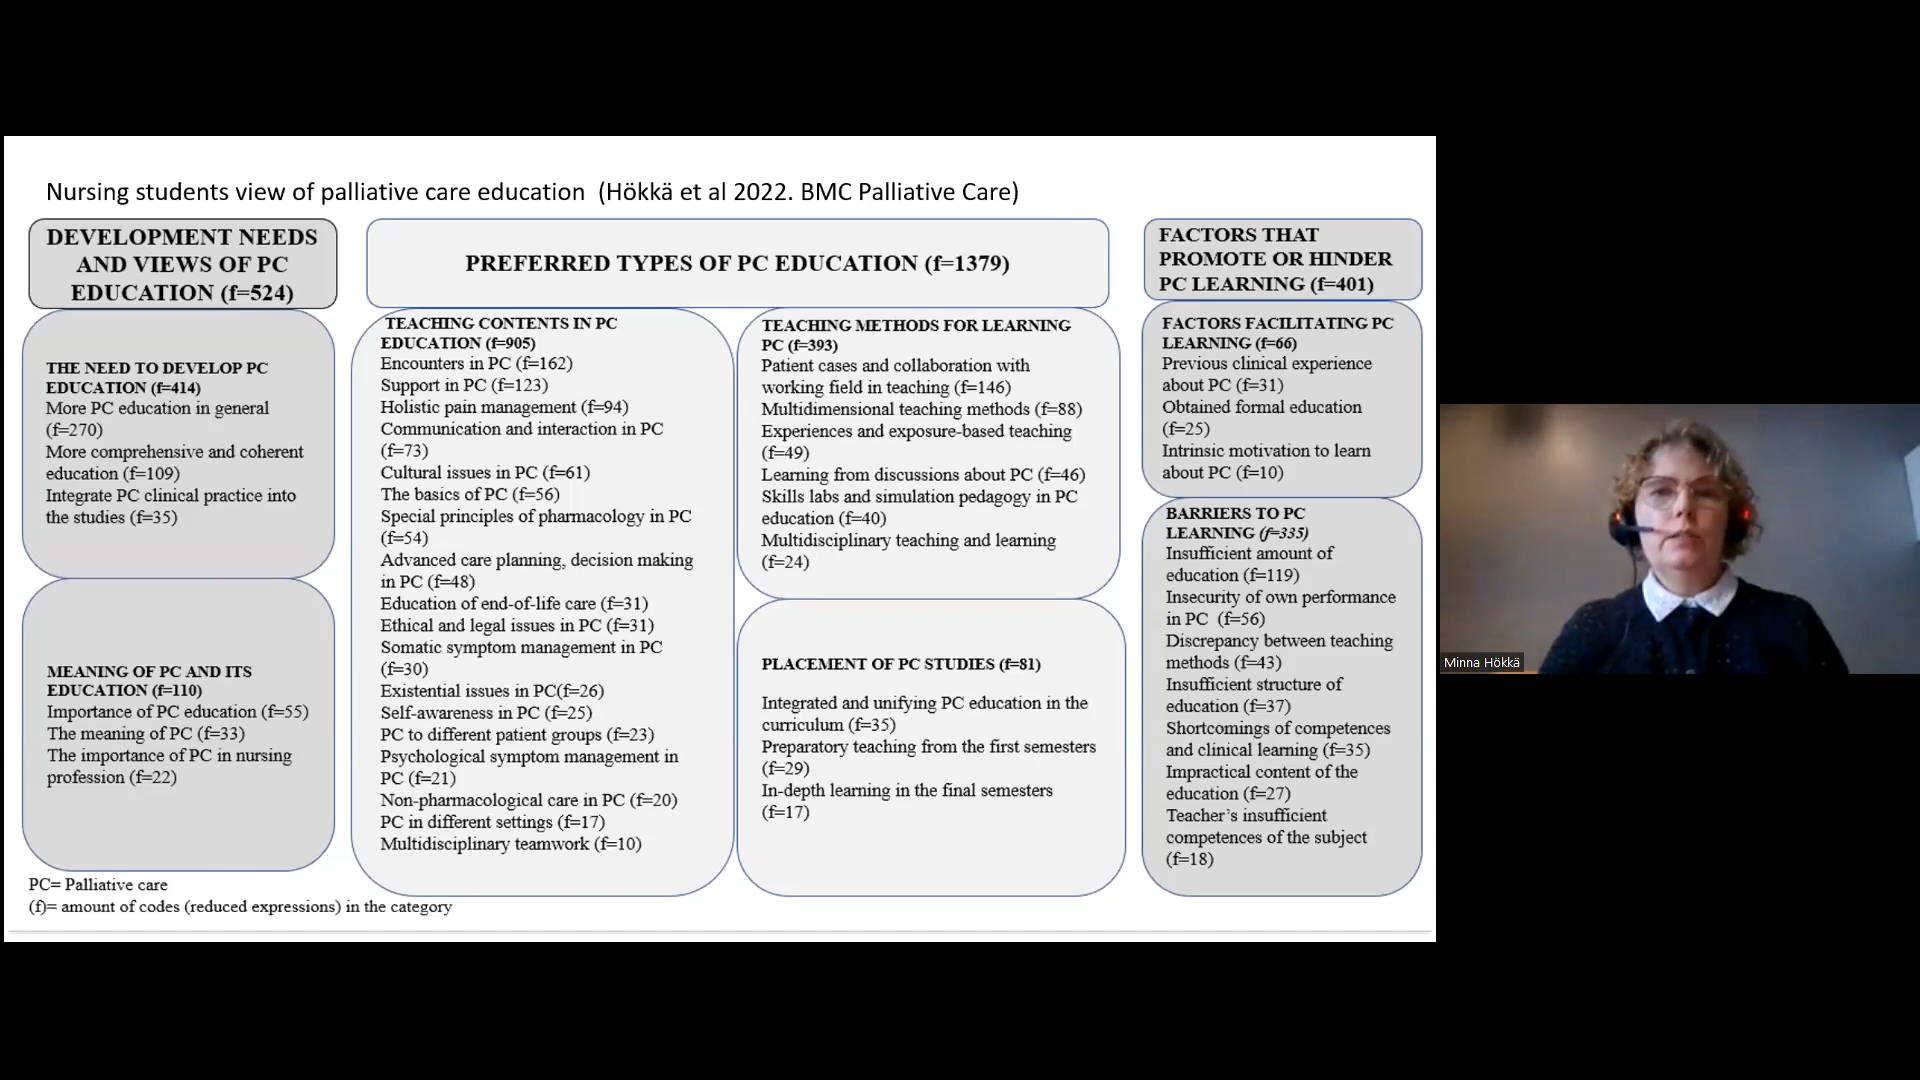 Nursing students view of palliative care education (Hökkä et al 2022. BMC Palliative Care)
DEVELOPMENT NEEDS
AND VIEWS OF PC
EDUCATION (f=524)
THE NEED TO DEVELOP PC
EDUCATION (f=414)
More PC education in general
(f=270)
More comprehensive and coherent
education (f=109)
Integrate PC clinical practice into
the studies (f=35)
MEANING OF PC AND ITS
EDUCATION (f=110)
Importance of PC education (f=55)
The meaning of PC (f=33)
The importance of PC in nursing
profession (f=22)
PREFERRED TYPES OF PC EDUCATION (f=1379)
TEACHING CONTENTS IN PC
EDUCATION (f=905)
Encounters in PC (f=162)
Support in PC (f=123)
Holistic pain management (f=94)
Communication and interaction in PC
(f=73)
Cultural issues in PC (f=61)
The basics of PC (f=56)
Special principles of pharmacology in PC
(f=54)
Advanced care planning, decision making
in PC (f=48)
Education of end-of-life care (f=31)
Ethical and legal issues in PC (f=31)
Somatic symptom management in PC
(f=30)
Existential issues in PC(f=26)
Self-awareness in PC (f=25)
PC to different patient groups (f=23)
Psychological symptom management in
PC (f=21)
Non-pharmacological care in PC (f=20)
PC in different settings (f=17)
Multidisciplinary teamwork (f=10)
TEACHING METHODS FOR LEARNING
PC (f=393)
Patient cases and collaboration with
working field in teaching (f=146)
Multidimensional teaching methods (f=88)
Experiences and exposure-based teaching
(f=49)
Learning from discussions about PC (f=46)
Skills labs and simulation pedagogy in PC
education (f=40)
Multidisciplinary teaching and learning
(f=24)
PLACEMENT OF PC STUDIES (f=81)
Integrated and unifying PC education in the
curriculum (f=35)
Preparatory teaching from the first semesters
(f=29)
In-depth learning in the final semesters
(f=17)
FACTORS THAT
PROMOTE OR HINDER
PC LEARNING (f=401)
FACTORS FACILITATING PC
LEARNING (f=66)
Previous clinical experience
about PC (f=31)
Obtained formal education
(f=25)
Intrinsic motivation to learn
about PC (f=10)
BARRIERS TO PC
LEARNING (f=335)
Insufficient amount of
education (f=119)
Insecurity of own performance
in PC (f=56)
Discrepancy between teaching
methods (f=43)
Insufficient structure of
education (f=37)
Shortcomings of competences
and clinical learning (f=35)
Impractical content of the
education (f=27)
Teacher's insufficient
competences of the subject
(f=18)
PC= Palliative care
(f)= amount of codes (reduced expressions) in the category
Minna Hökkä